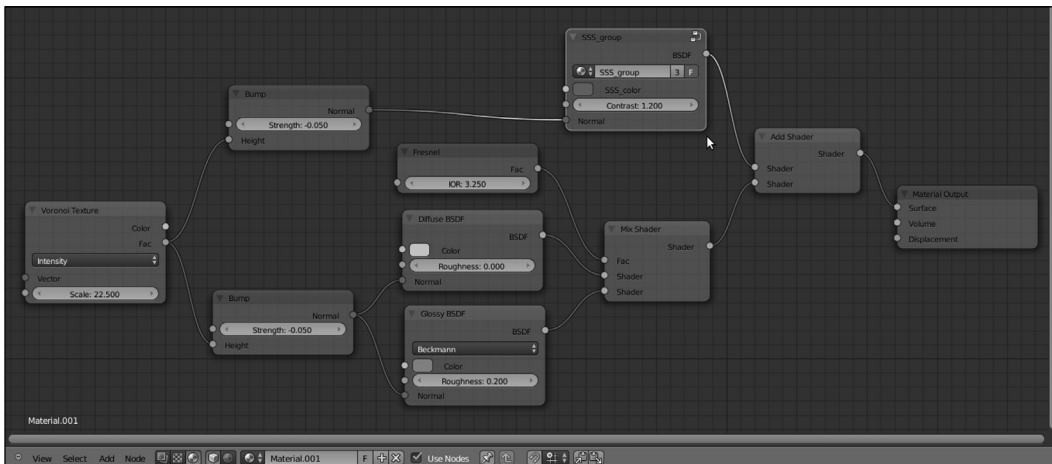 SSS_group
BSDF
SSS_group 3 F
SSS_color
Contrast: 1.200
Normal
Bump
Normal
Strength: -0.050
Height
Fresnel
Fac
IOR: 3.250
Add Shader
Shader
Shader
Shader
Material Output
Surface
Volume
Displacement
Voronoi Texture
Color
Fac
Intensity
Vector
Scale: 22.500
Diffuse BSDF
BSDF
Color
Roughness: 0.000
Normal
Mix Shader
Shader
Fac
Shader
Shader
Bump
Normal
Strength: -0.050
Height
Glossy BSDF
BSDF
Beckmann
Color
Roughness: 0.200
Normal
Material.001
View Select Add Node Material.001 F Use Nodes